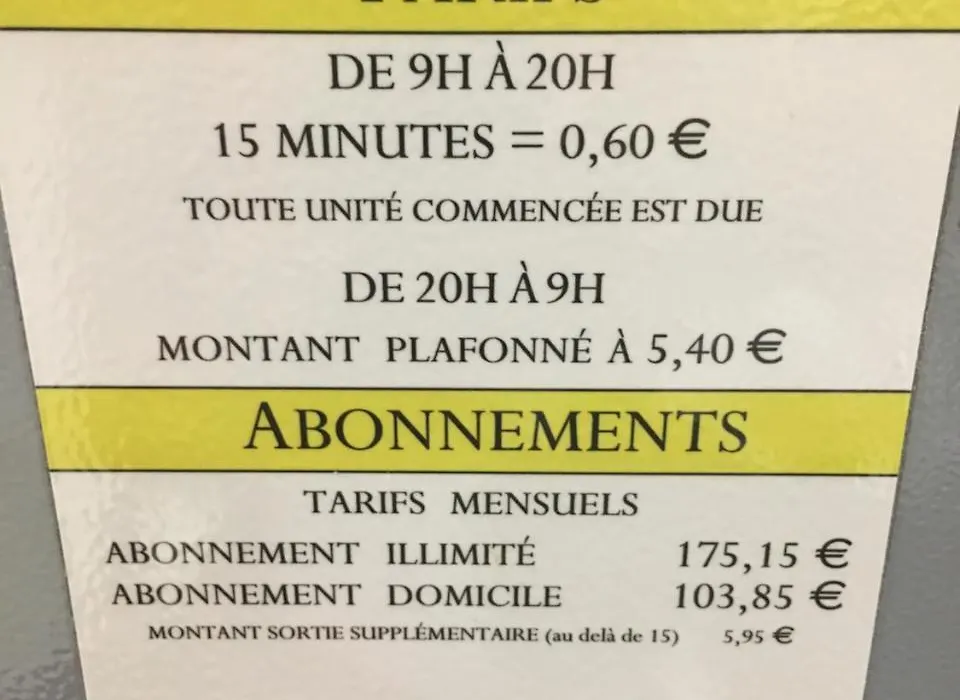 TARIFS
DE 9H À 20H
15 MINUTES = 0,60 €
TOUTE UNITÉ COMMENCÉE EST DUE
DE 20H À 9H
MONTANT PLAFONNÉ À 5,40 €
ABONNEMENTS
TARIFS MENSUELS
ABONNEMENT ILLIMITÉ 175,15 €
ABONNEMENT DOMICILE 103,85 €
MONTANT SORTIE SUPPLÉMENTAIRE (au delà de 15) 5,95 €